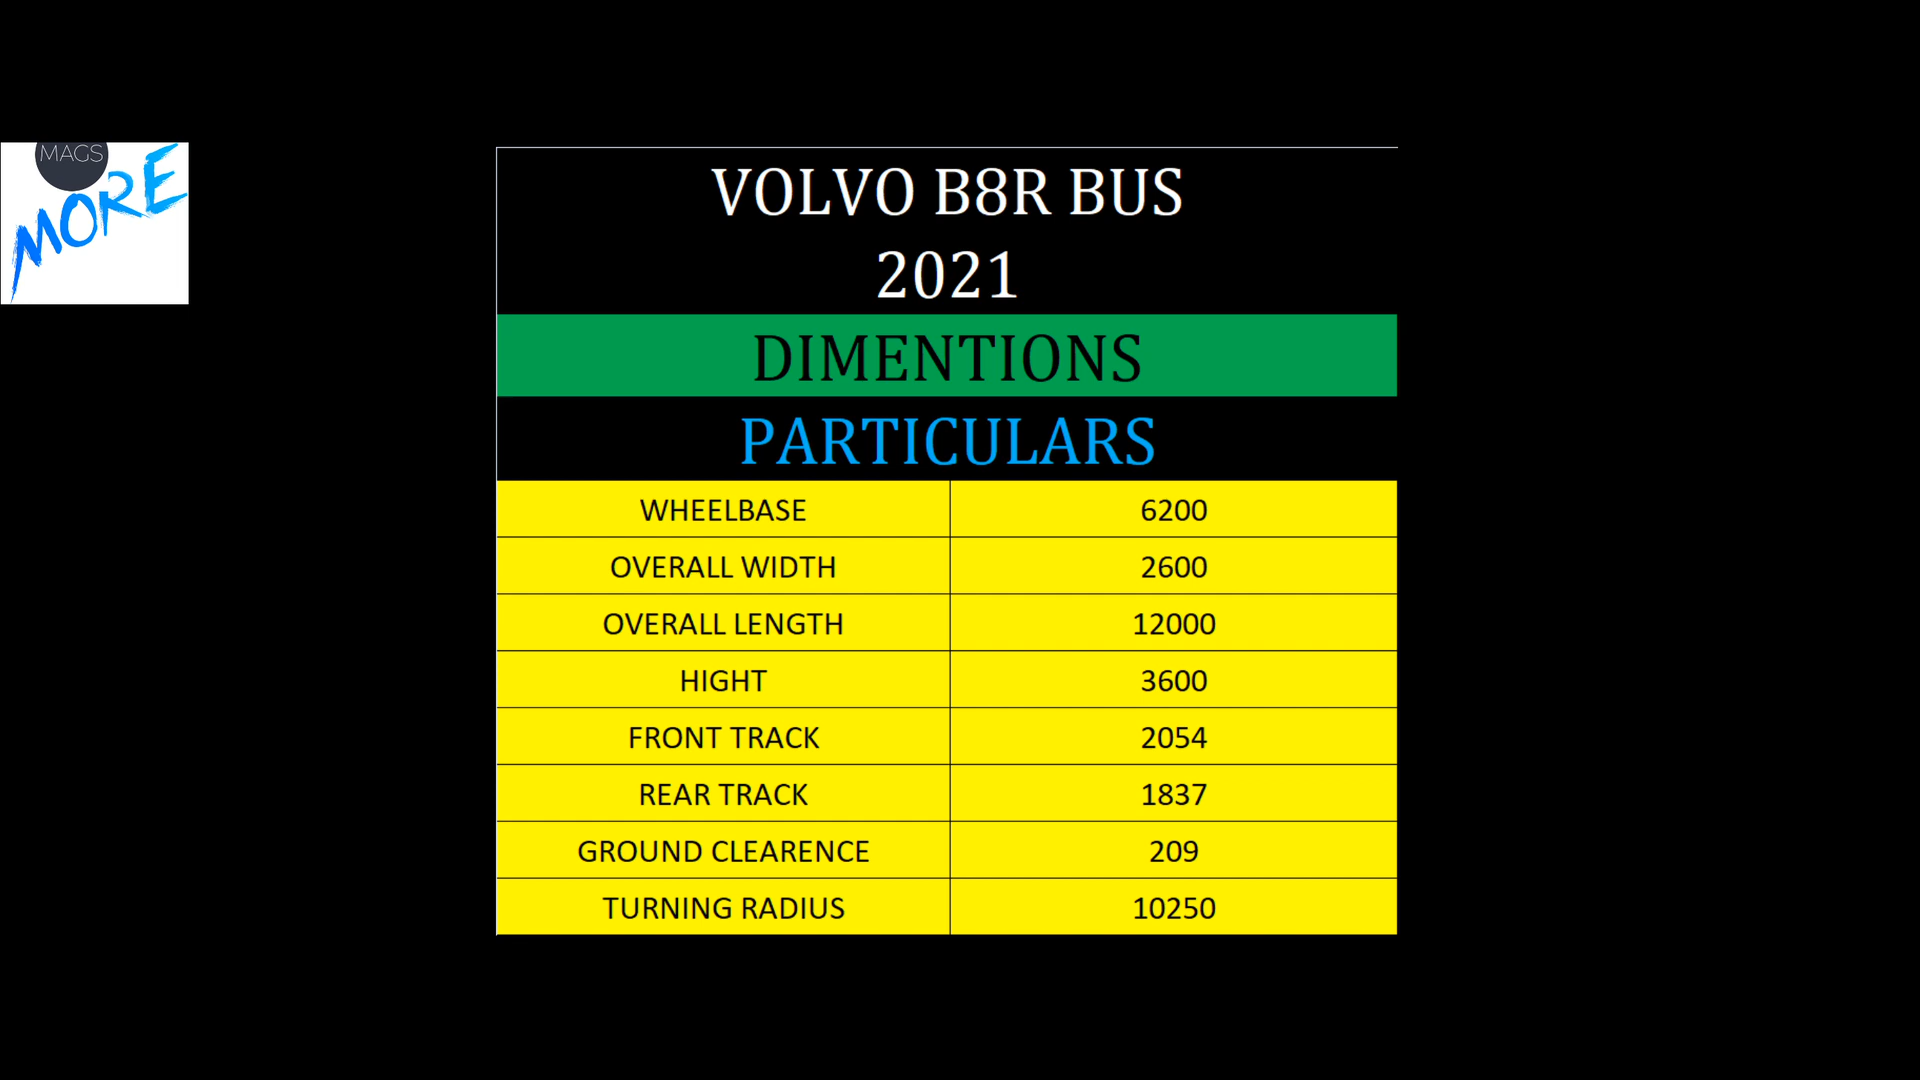 MAGS
MORE
VOLVO B8R BUS
2021
DIMENTIONS
PARTICULARS
WHEELBASE 6200
OVERALL WIDTH 2600
OVERALL LENGTH 12000
HIGHT 3600
FRONT TRACK 2054
REAR TRACK 1837
GROUND CLEARENCE 209
TURNING RADIUS 10250